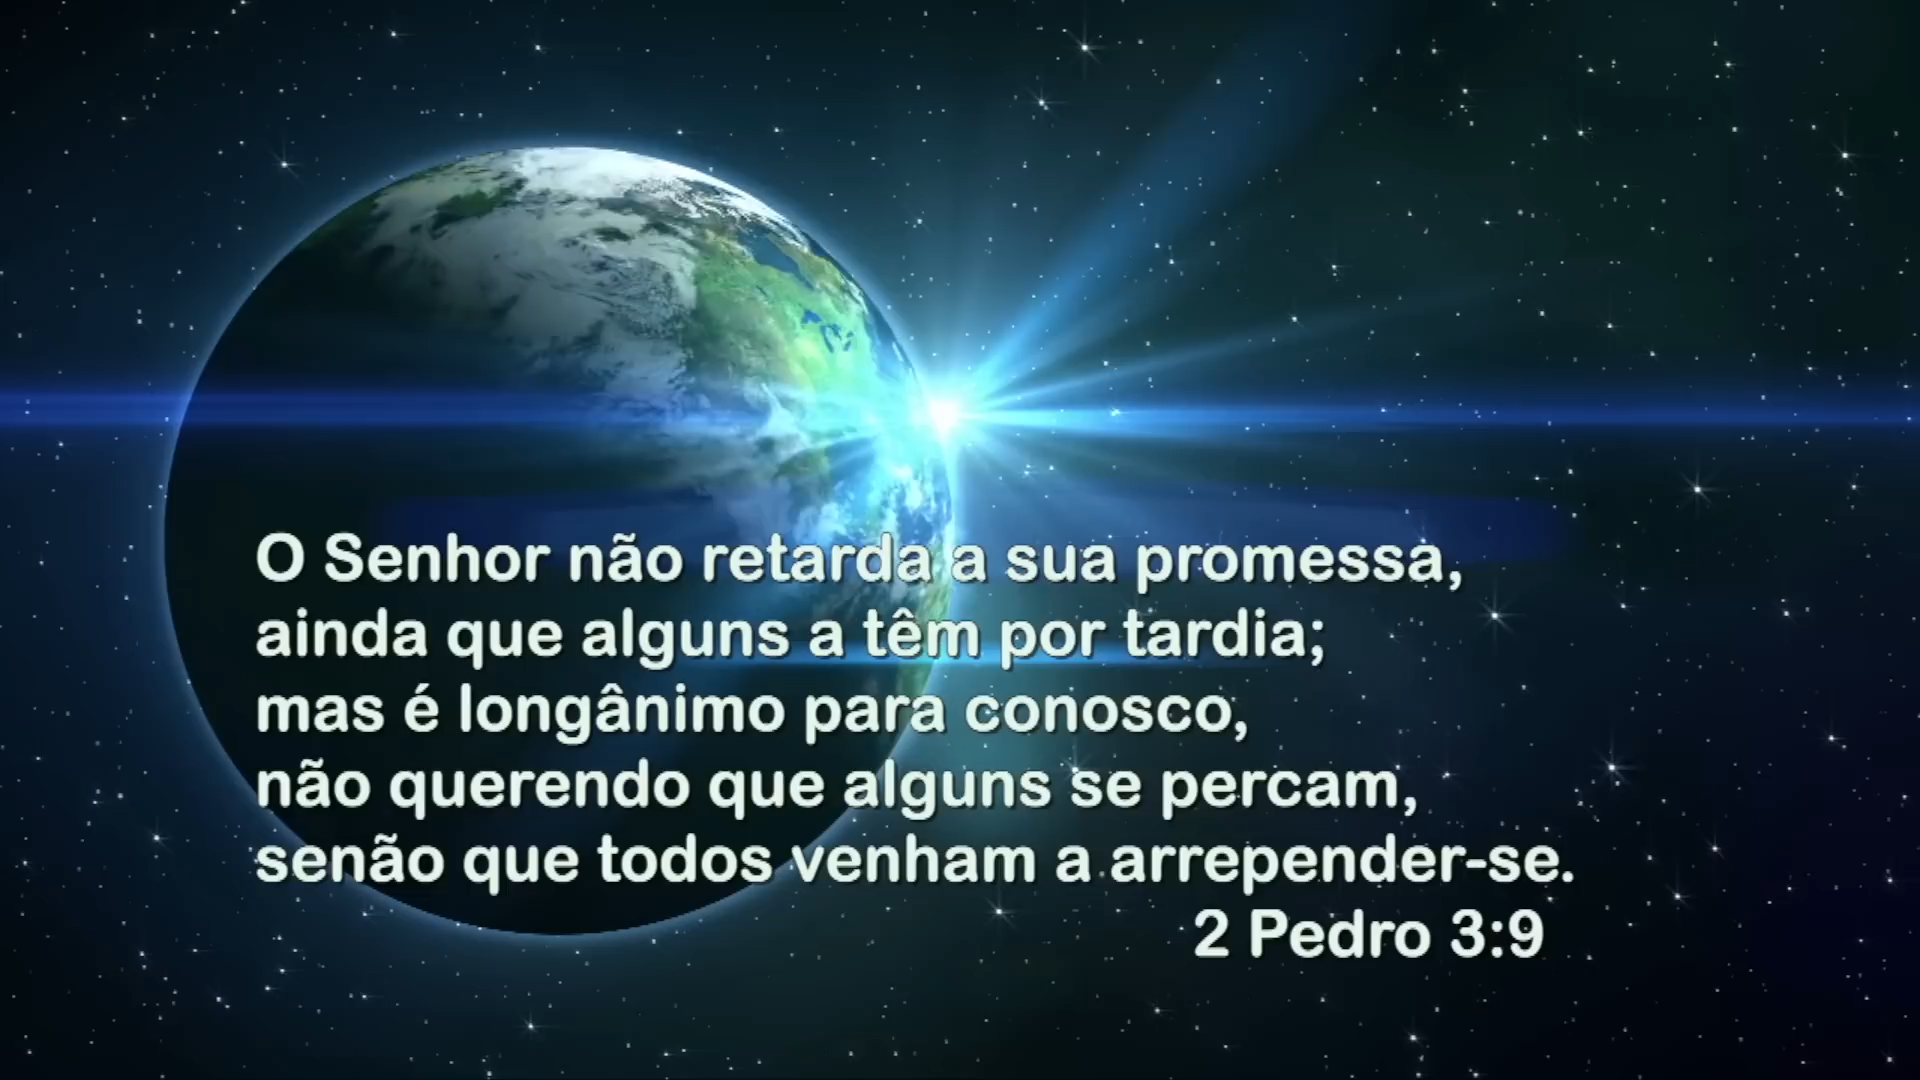 O Senhor não retarda a sua promessa,
ainda que alguns a têm por tardia;
mas é longânimo para conosco,
não querendo que alguns se percam,
senão que todos venham a arrepender-se.
2 Pedro 3:9